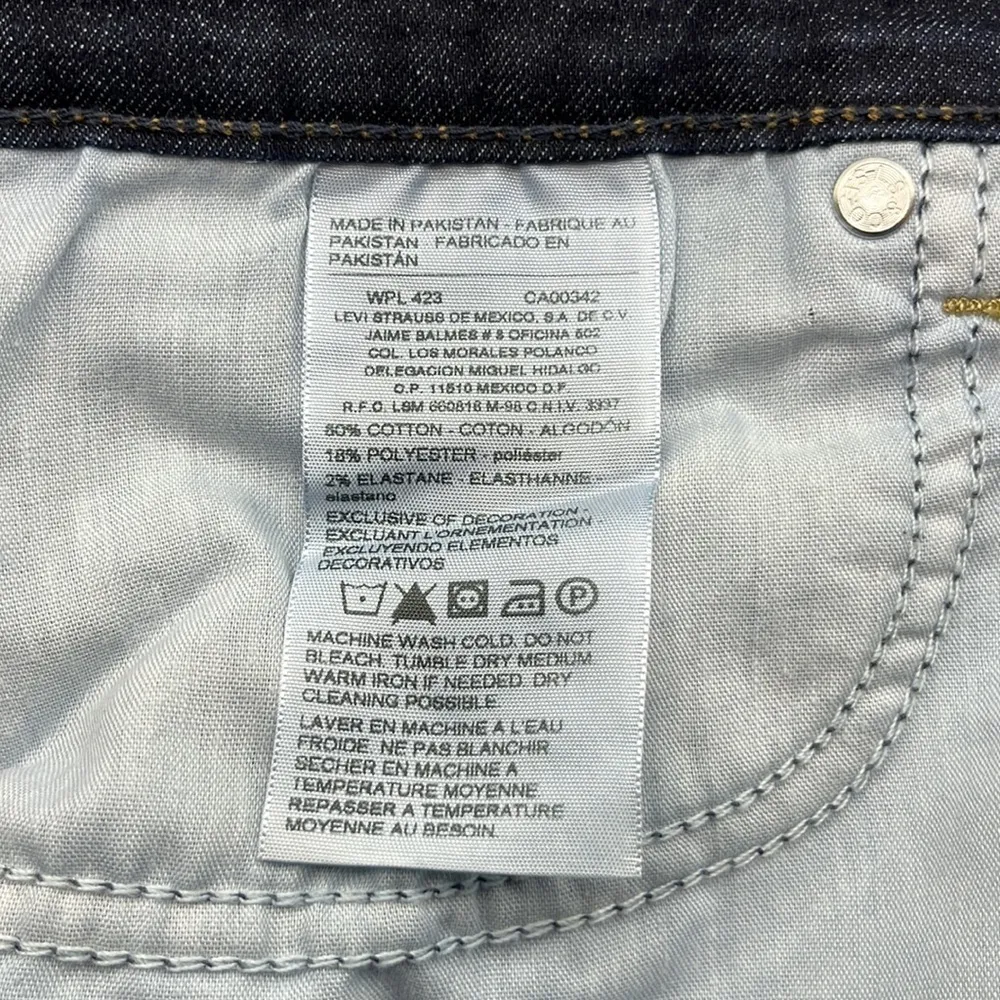 MADE IN PAKISTAN - FABRIQUE AU
PAKISTAN - FABRICADO EN
PAKISTÁN
WPL 423 CA00342
LEVI STRAUSS DE MEXICO, S.A. DE C.V.
JAIME BALMES # 8 OFICINA 602
COL. LOS MORALES POLANCO
DELEGACION MIGUEL HIDALGO
C.P. 11510 MEXICO D.F.
R.F.C. LSM 660818 M-98 C.N.I.V. 3337
80% COTTON - COTON - ALGODÓN
18% POLYESTER - poliéster
2% ELASTANE - ELASTHANNE -
elastano
EXCLUSIVE OF DECORATION -
EXCLUANT L'ORNEMENTATION
EXCLUYENDO ELEMENTOS
DECORATIVOS
P
MACHINE WASH COLD. DO NOT
BLEACH. TUMBLE DRY MEDIUM.
WARM IRON IF NEEDED. DRY
CLEANING POSSIBLE.
LAVER EN MACHINE A L'EAU
FROIDE. NE PAS BLANCHIR.
SECHER EN MACHINE A
TEMPERATURE MOYENNE
REPASSER A TEMPERATURE
MOYENNE AU BESOIN.